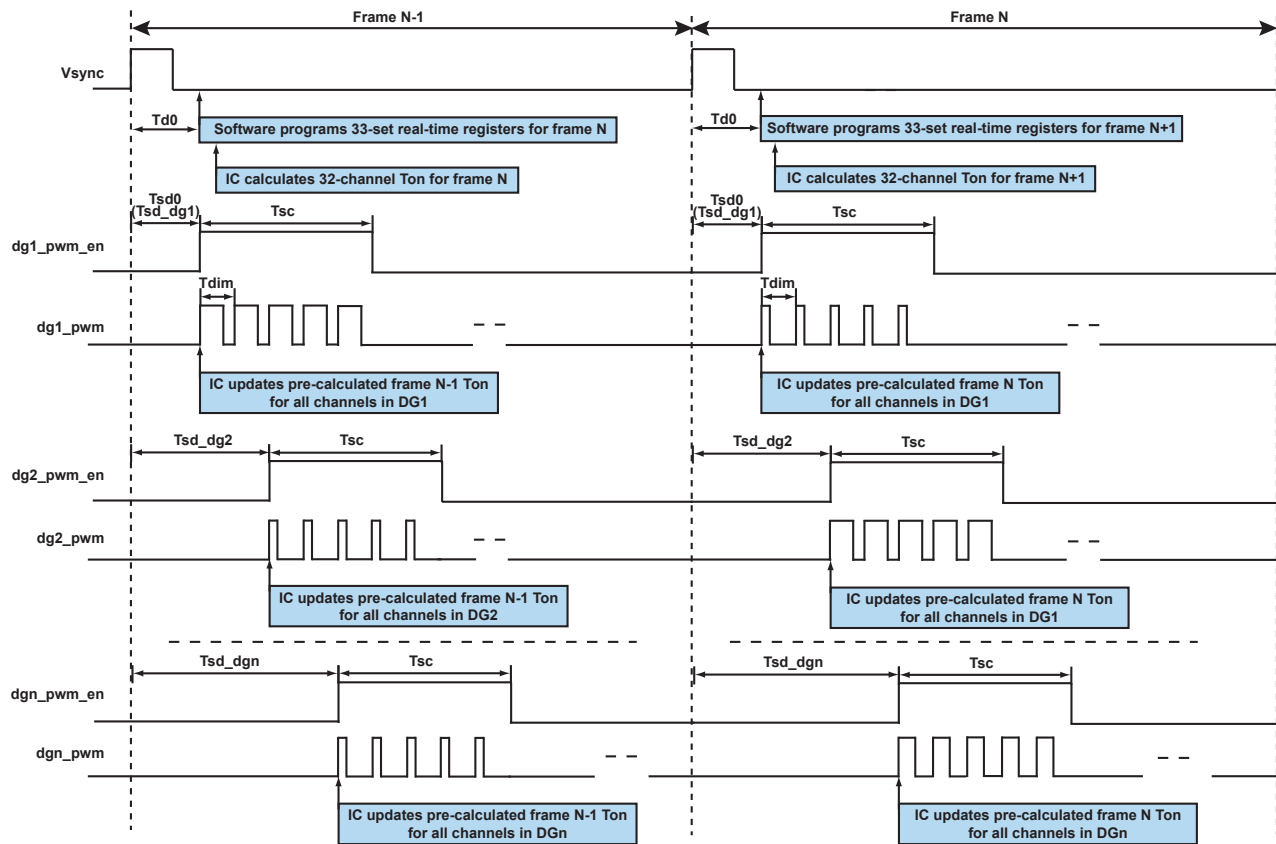 Frame N-1
Frame N
Vsync
Td0
Td0
Software programs 33-set real-time registers for frame N
Software programs 33-set real-time registers for frame N+1
IC calculates 32-channel Ton for frame N
IC calculates 32-channel Ton for frame N+1
Tsd0
(Tsd_dg1)
Tsc
Tsd0
(Tsd_dg1)
Tsc
dg1_pwm_en
Tdim
Tdim
dg1_pwm
IC updates pre-calculated frame N-1 Ton
for all channels in DG1
IC updates pre-calculated frame N Ton
for all channels in DG1
Tsd_dg2
Tsc
Tsd_dg2
Tsc
dg2_pwm_en
dg2_pwm
IC updates pre-calculated frame N-1 Ton
for all channels in DG2
IC updates pre-calculated frame N Ton
for all channels in DG1
Tsd_dgn
Tsc
Tsd_dgn
Tsc
dgn_pwm_en
dgn_pwm
IC updates pre-calculated frame N-1 Ton
for all channels in DGn
IC updates pre-calculated frame N Ton
for all channels in DGn